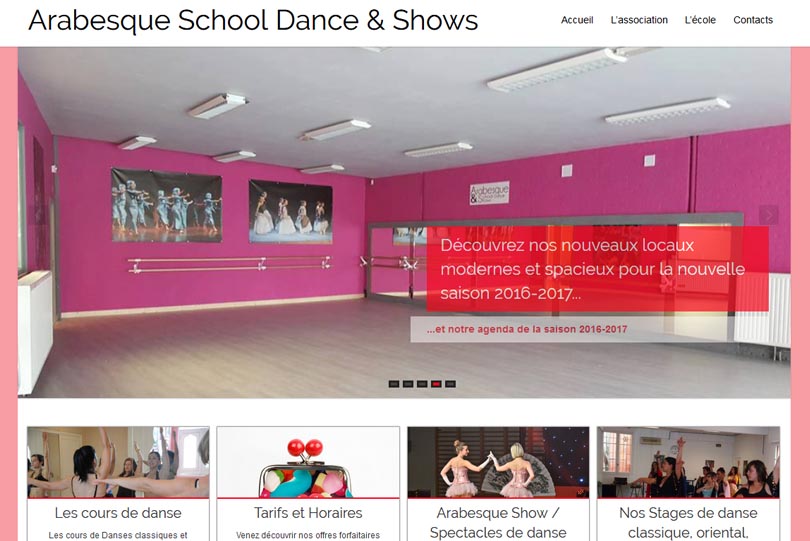 Arabesque School Dance & Shows
Accueil L'association L'école Contacts
Arabesque
&
Découvrez nos nouveaux locaux
modernes et spacieux pour la nouvelle
saison 2016-2017...
...et notre agenda de la saison 2016-2017
Les cours de danse
Les cours de Danses classiques et
Tarifs et Horaires
Venez découvrir nos offres forfaitaires
Arabesque Show /
Spectacles de danse
Nos Stages de danse
classique, oriental,